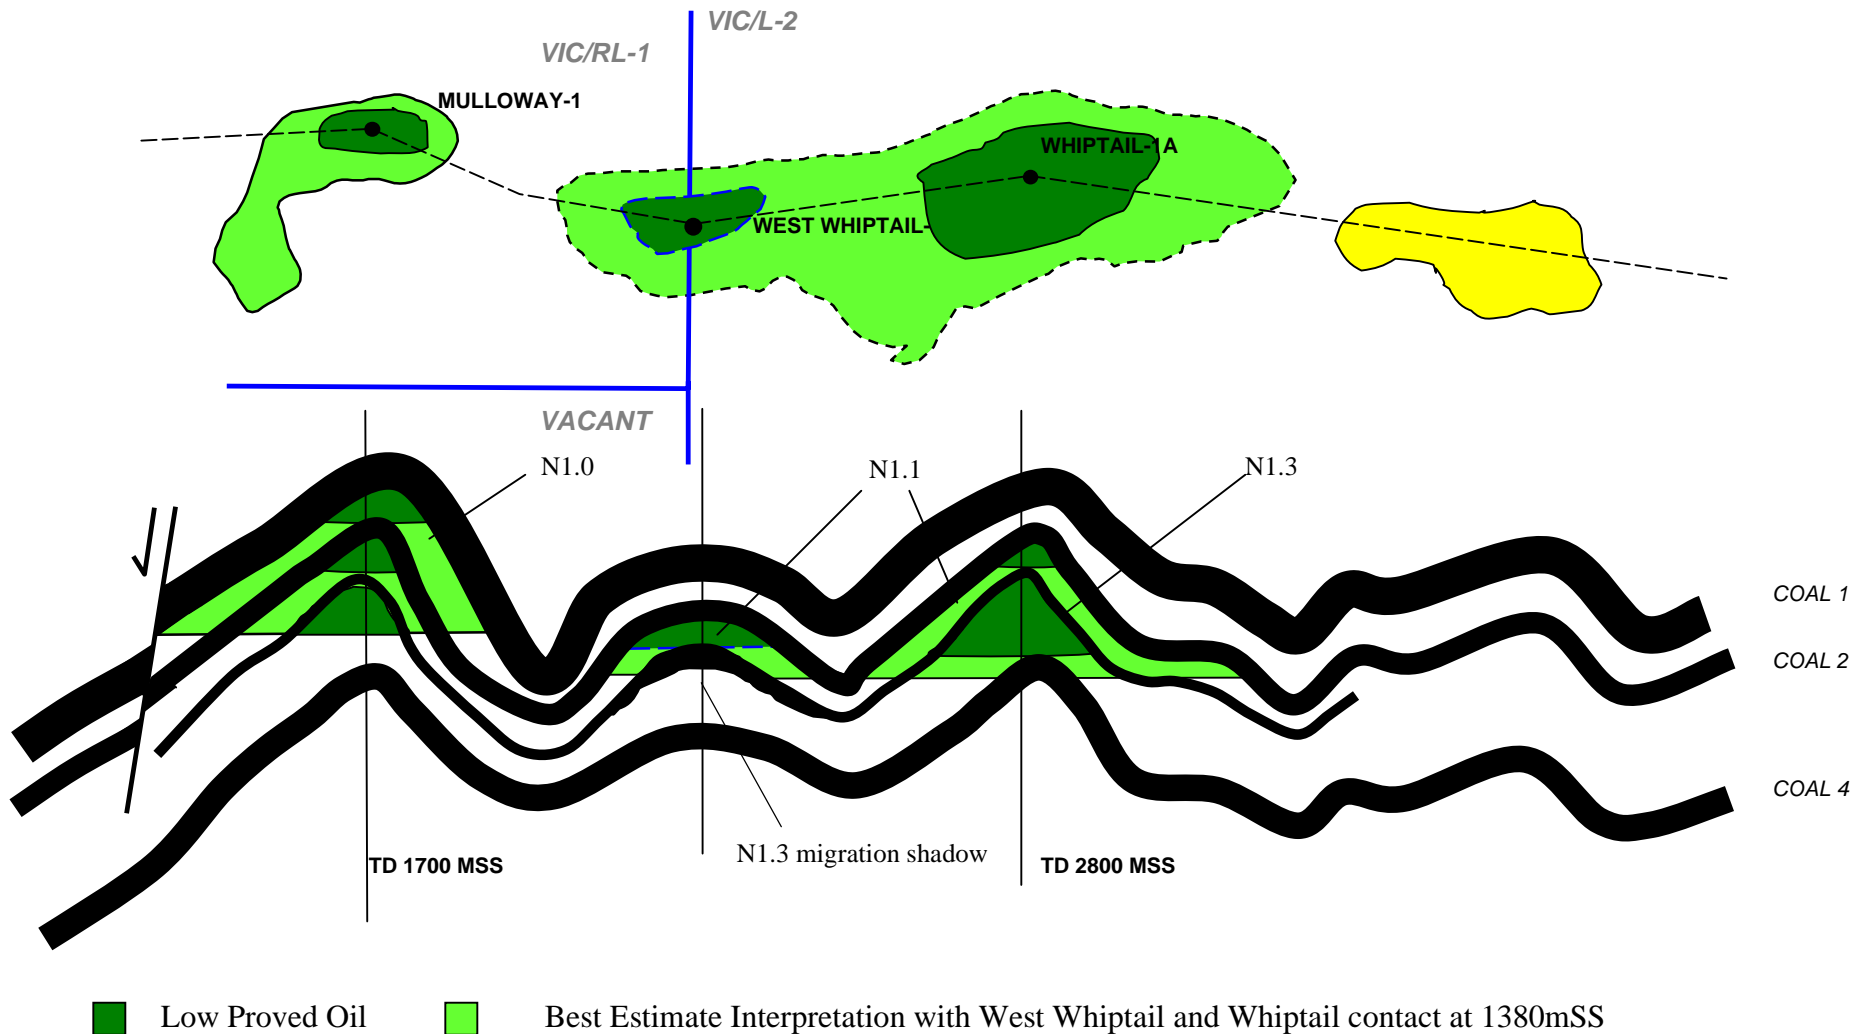 VIC/L-2
VIC/RL-1
MULLOWAY-1
WHIPTAIL-1A
WEST WHIPTAIL-
VACANT
N1.0
N1.1
N1.3
COAL 1
COAL 2
COAL 4
N1.3 migration shadow
TD 1700 MSS
TD 2800 MSS
Low Proved Oil
Best Estimate Interpretation with West Whiptail and Whiptail contact at 1380mSS